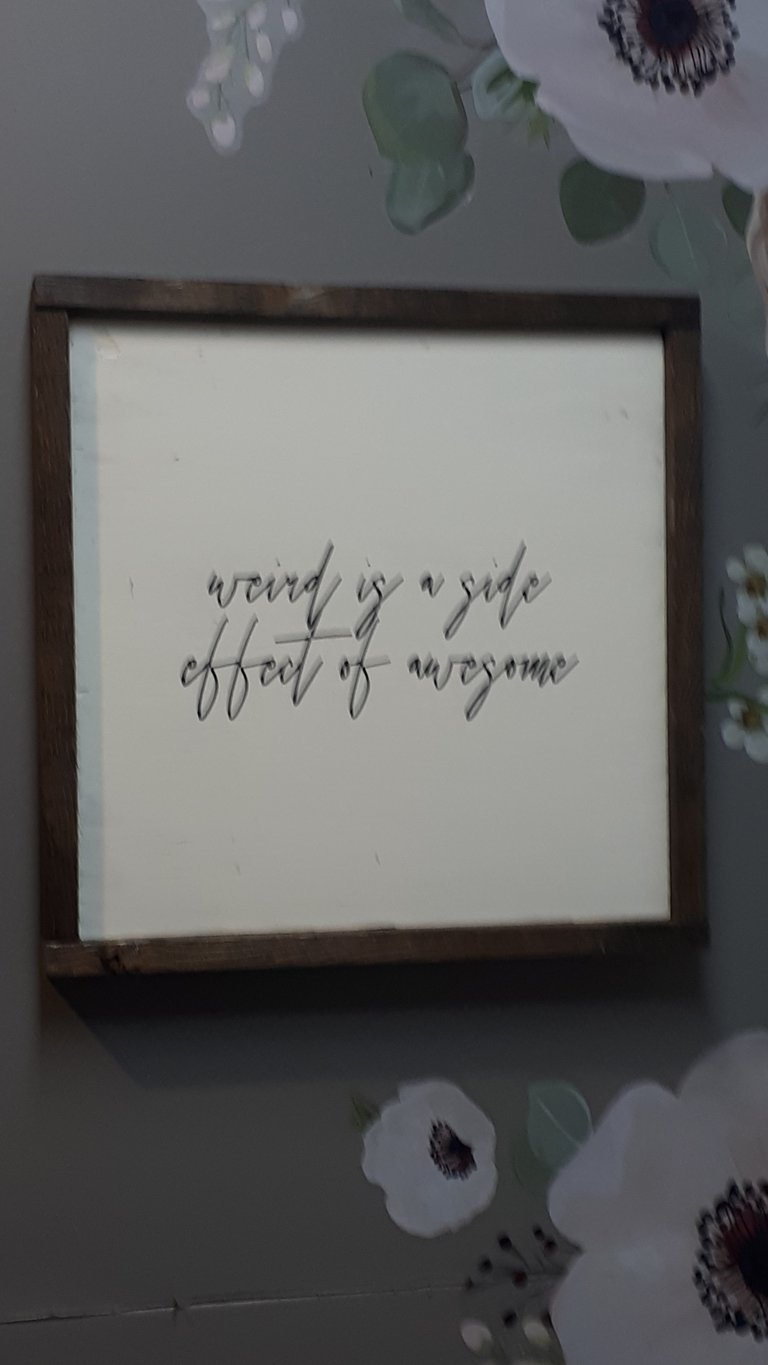 weird is a side
effect of awesome